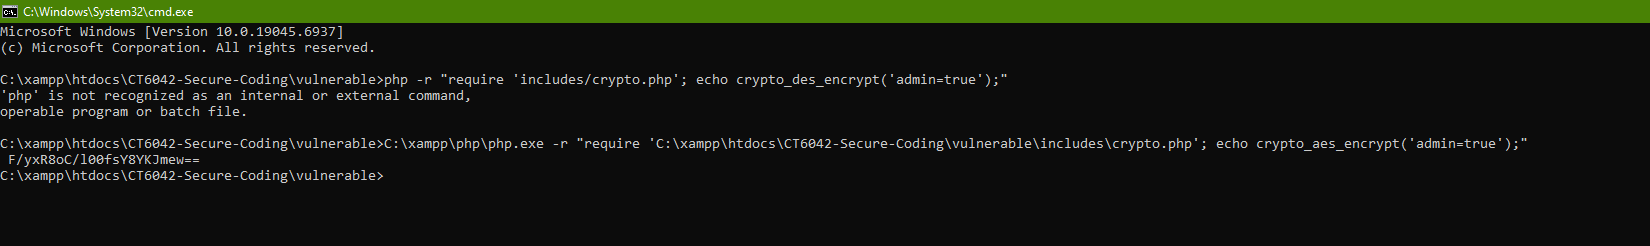 C:\Windows\System32\cmd.exe
Microsoft Windows [Version 10.0.19045.6937]
(c) Microsoft Corporation. All rights reserved.
C:\xampp\htdocs\CT6042-Secure-Coding\vulnerable>php -r "require 'includes/crypto.php'; echo crypto_des_encrypt('admin=true');"
'php' is not recognized as an internal or external command,
operable program or batch file.
C:\xampp\htdocs\CT6042-Secure-Coding\vulnerable>C:\xampp\php\php.exe -r "require 'C:\xampp\htdocs\CT6042-Secure-Coding\vulnerable\includes\crypto.php'; echo crypto_aes_encrypt('admin=true');"
F/yxR8oC/l00fsY8YKJmew==
C:\xampp\htdocs\CT6042-Secure-Coding\vulnerable>